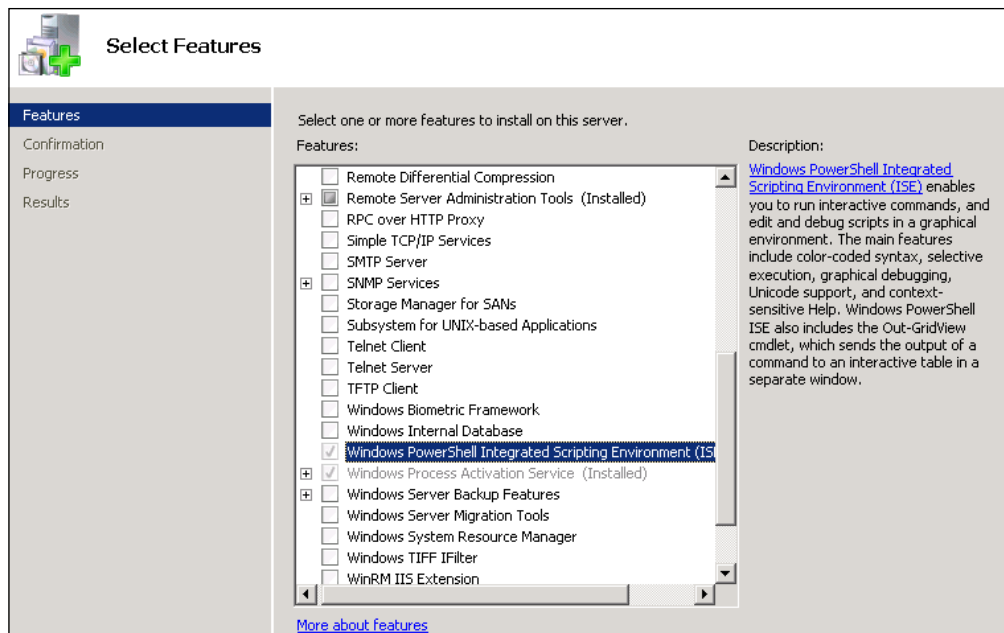 Select Features
Features
Confirmation
Progress
Results
Select one or more features to install on this server.
Features:
Remote Differential Compression
Remote Server Administration Tools (Installed)
RPC over HTTP Proxy
Simple TCP/IP Services
SMTP Server
SNMP Services
Storage Manager for SANs
Subsystem for UNIX-based Applications
Telnet Client
Telnet Server
TFTP Client
Windows Biometric Framework
Windows Internal Database
Windows PowerShell Integrated Scripting Environment (IS
Windows Process Activation Service (Installed)
Windows Server Backup Features
Windows Server Migration Tools
Windows System Resource Manager
Windows TIFF IFilter
WinRM IIS Extension
More about features
Description:
Windows PowerShell Integrated
Scripting Environment (ISE) enables
you to run interactive commands, and
edit and debug scripts in a graphical
environment. The main features
include color-coded syntax, selective
execution, graphical debugging,
Unicode support, and context-
sensitive Help. Windows PowerShell
ISE also includes the Out-GridView
cmdlet, which sends the output of a
command to an interactive table in a
separate window.